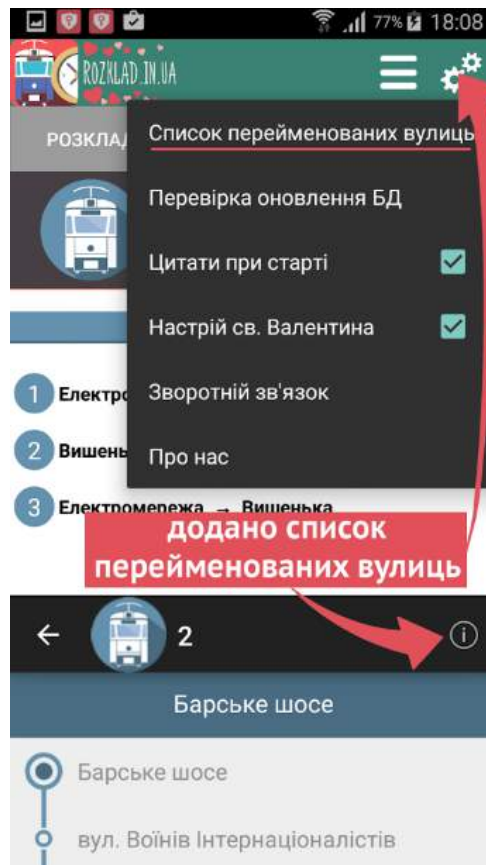 77% 18:08
ROZKLAD.IN.UA
РОЗКЛАД
Список перейменованих вулиць
Перевірка оновлення БД
Цитати при старті
Настрій св. Валентина
Зворотній зв'язок
Про нас
1 Електро
2 Вишень
3 Електромережа → Вишенька
додано список
перейменованих вулиць
← 2
Барське шосе
Барське шосе
вул. Воїнів Інтернаціоналістів